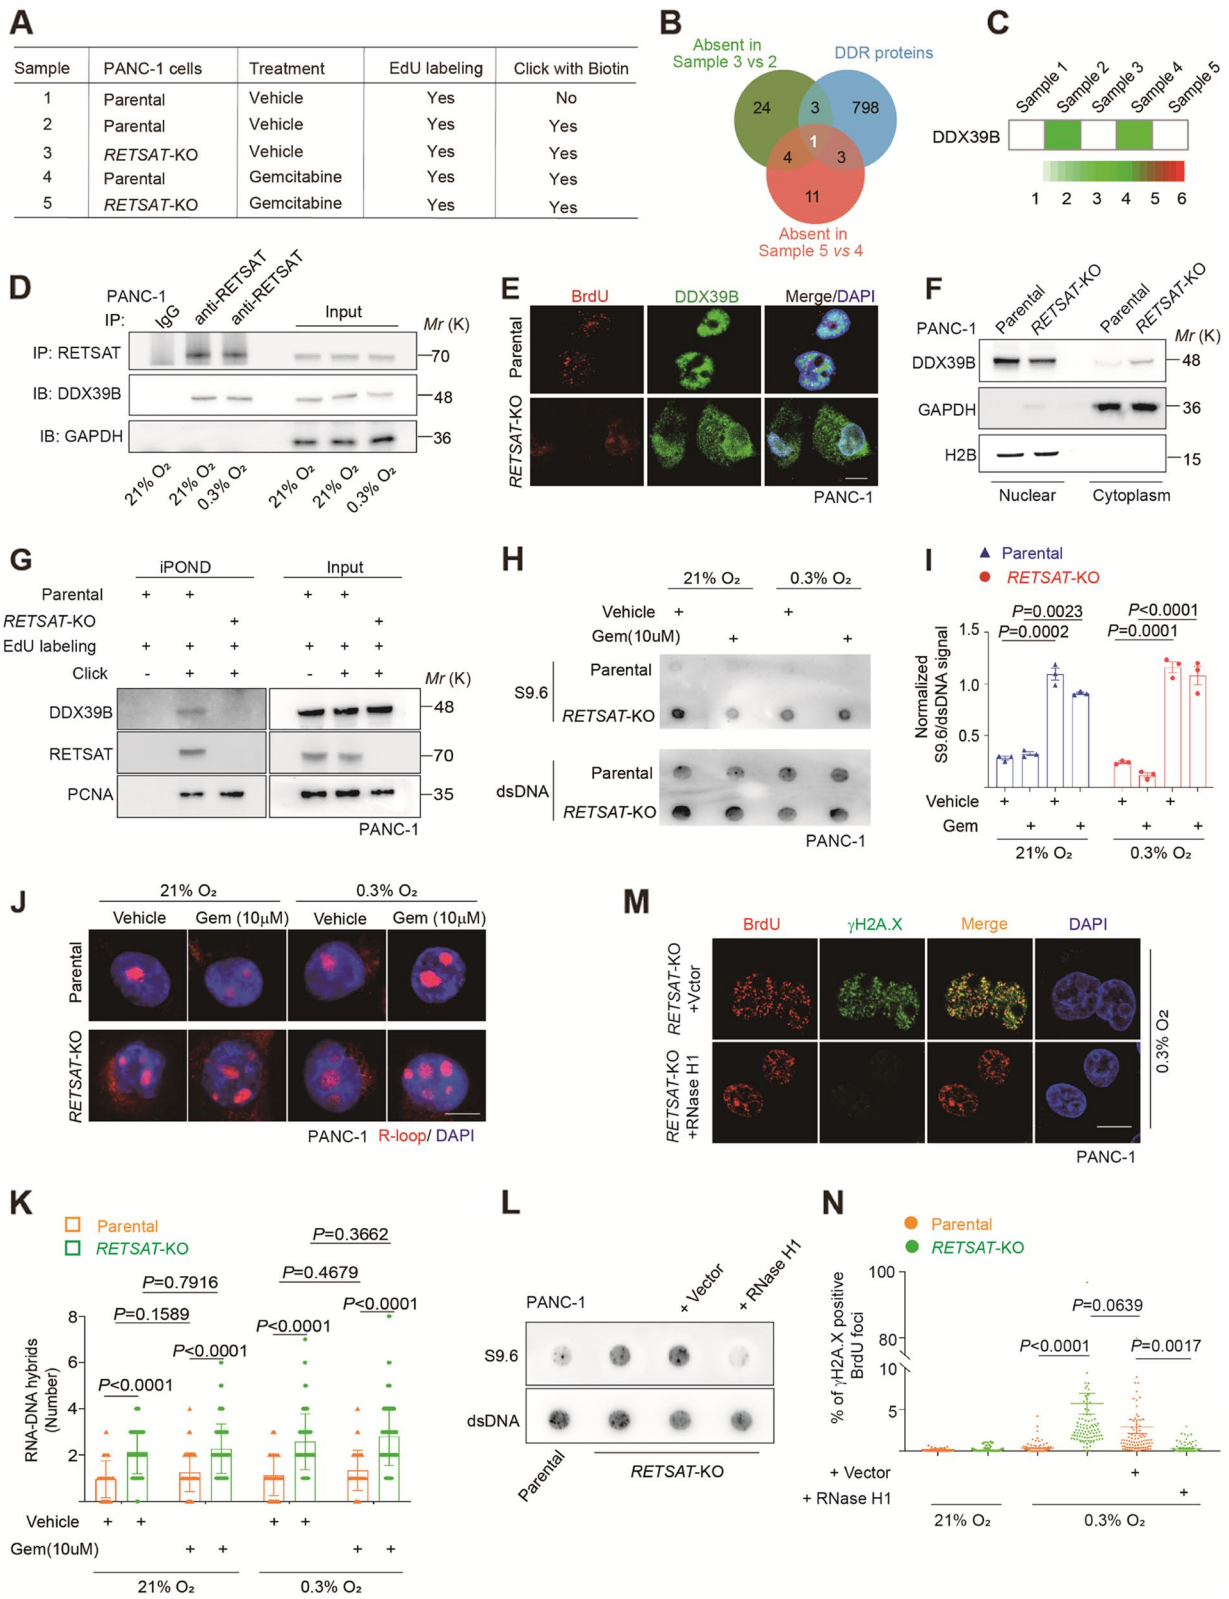 A
Sample PANC-1 cells Treatment EdU labeling Click with Biotin
1 Parental Vehicle Yes No
2 Parental Vehicle Yes Yes
3 RETSAT-KO Vehicle Yes Yes
4 Parental Gemcitabine Yes Yes
5 RETSAT-KO Gemcitabine Yes Yes
B
Absent in
Sample 3 vs 2
DDR proteins
24 3 798
1
4 3
11
Absent in
Sample 5 vs 4
C
Sample 1 Sample 2 Sample 3 Sample 4 Sample 5
DDX39B
1 2 3 4 5 6
D
PANC-1
IP: IgG anti-RETSAT anti-RETSAT Input
Mr (K)
IP: RETSAT 70
IB: DDX39B 48
IB: GAPDH 36
21% O₂ 21% O₂ 0.3% O₂ 21% O₂ 21% O₂ 0.3% O₂
E
BrdU DDX39B Merge/DAPI
Parental
RETSAT-KO
PANC-1
F
Parental RETSAT-KO Parental RETSAT-KO
PANC-1 Mr (K)
DDX39B 48
GAPDH 36
H2B 15
Nuclear Cytoplasm
G
iPOND Input
Parental + + + +
RETSAT-KO + +
EdU labeling + + + + + +
Click - + + - + +
Mr (K)
DDX39B 48
RETSAT 70
PCNA 35
PANC-1
H
21% O₂ 0.3% O₂
Vehicle + +
Gem(10uM) + +
S9.6
Parental
RETSAT-KO
dsDNA
Parental
RETSAT-KO
PANC-1
I
Parental
RETSAT-KO
P=0.0023 P<0.0001
P=0.0002 P=0.0001
Normalized
S9.6/dsDNA signal
1.5
1.0
0.5
Vehicle + + + +
Gem + + + +
21% O₂ 0.3% O₂
J
21% O₂ 0.3% O₂
Vehicle Gem (10μM) Vehicle Gem (10μM)
Parental
RETSAT-KO
PANC-1 R-loop/ DAPI
M
BrdU γH2A.X Merge DAPI
RETSAT-KO
+Vctor
RETSAT-KO
+RNase H1
0.3% O₂
PANC-1
K
Parental
RETSAT-KO
P=0.3662
P=0.7916 P=0.4679
P=0.1589 P<0.0001
P<0.0001 P<0.0001
P<0.0001
RNA-DNA hybrids
(Number)
8
6
4
2
Vehicle + + + +
Gem(10uM) + + + +
21% O₂ 0.3% O₂
L
PANC-1 + Vector + RNase H1
S9.6
dsDNA
Parental RETSAT-KO
N
Parental
RETSAT-KO
% of γH2A.X positive
BrdU foci
100
80
10
5
P=0.0639
P<0.0001 P=0.0017
+ Vector +
+ RNase H1 +
21% O₂ 0.3% O₂